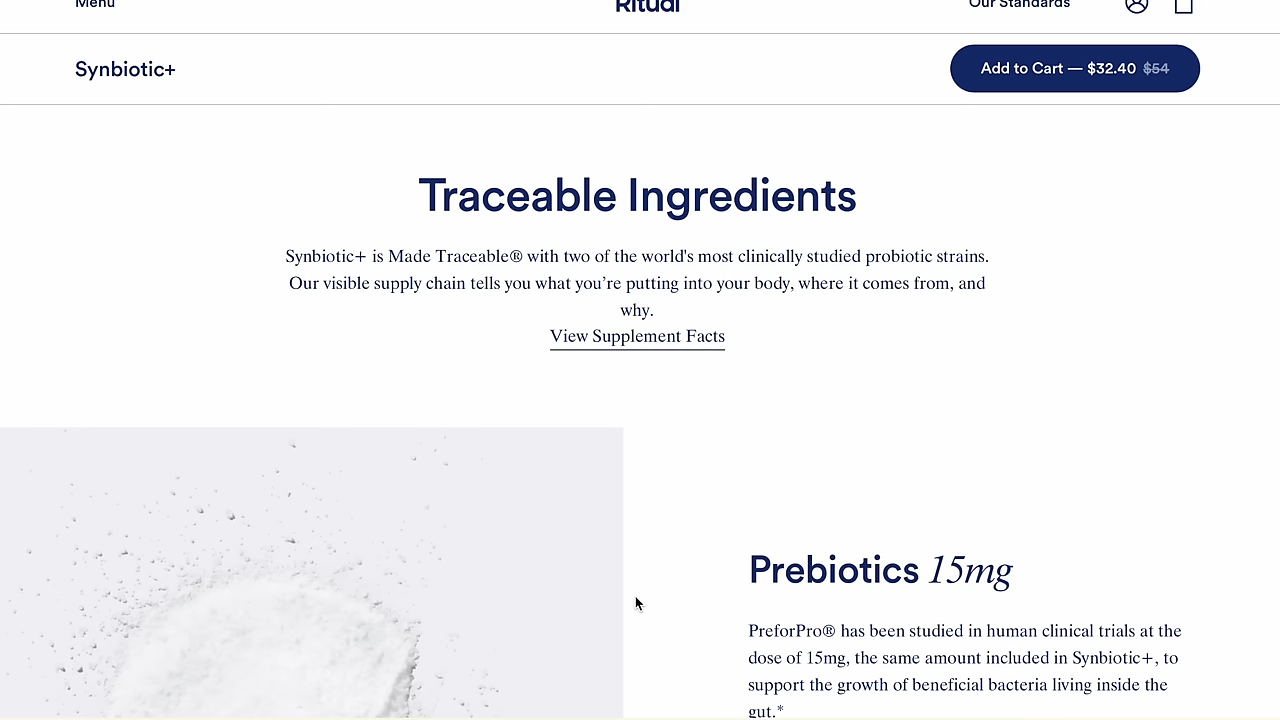 Menu
Ritual
Our Standards
Synbiotic+
Add to Cart — $32.40 $54
Traceable Ingredients
Synbiotic+ is Made Traceable® with two of the world's most clinically studied probiotic strains.
Our visible supply chain tells you what you’re putting into your body, where it comes from, and
why.
View Supplement Facts
Prebiotics 15mg
PreforPro® has been studied in human clinical trials at the
dose of 15mg, the same amount included in Synbiotic+, to
support the growth of beneficial bacteria living inside the
gut.*